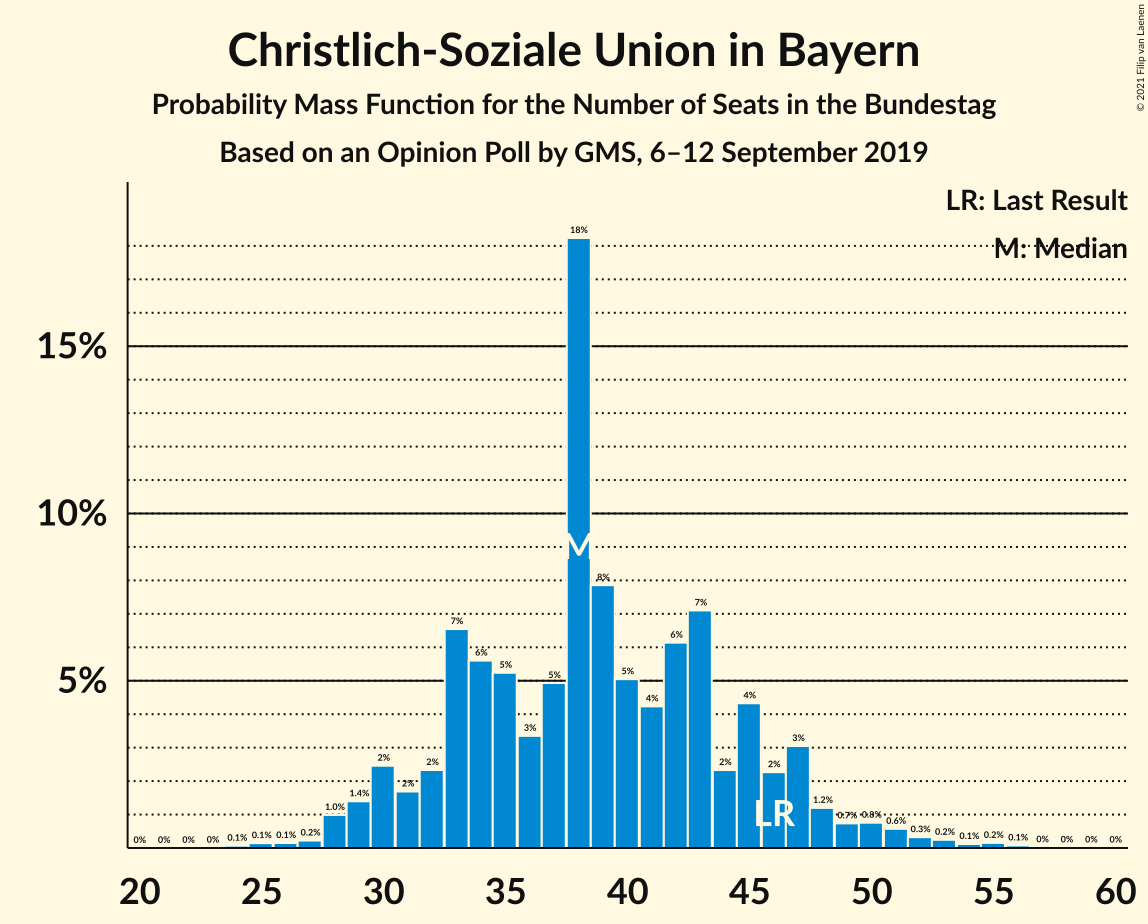 Christlich-Soziale Union in Bayern
Probability Mass Function for the Number of Seats in the Bundestag
Based on an Opinion Poll by GMS, 6–12 September 2019
© 2021 Filip van Laenen
LR: Last Result
M: Median
15%
10%
5%
0% 0% 0% 0% 0.1% 0.1% 0.1% 0.2% 1.0% 1.4% 2% 2% 2% 7% 6% 5% 3% 5% 18% 8% 5% 4% 6% 7% 2% 4% 2% 3% 1.2% 0.7% 0.8% 0.6% 0.3% 0.2% 0.1% 0.2% 0.1% 0% 0% 0% 0%
M
LR
20 25 30 35 40 45 50 55 60